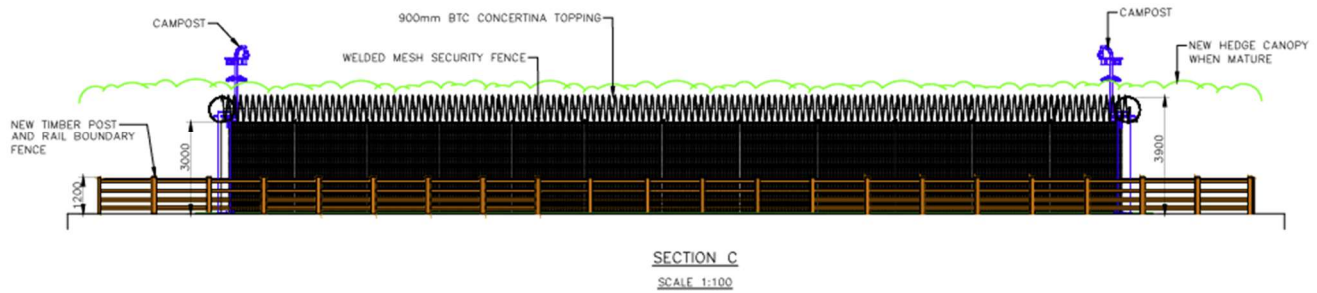 CAMPOST
900mm BTC CONCERTINA TOPPING
CAMPOST
WELDED MESH SECURITY FENCE
NEW HEDGE CANOPY
WHEN MATURE
NEW TIMBER POST
AND RAIL BOUNDARY
FENCE
3000
3900
1200
SECTION C
SCALE 1:100